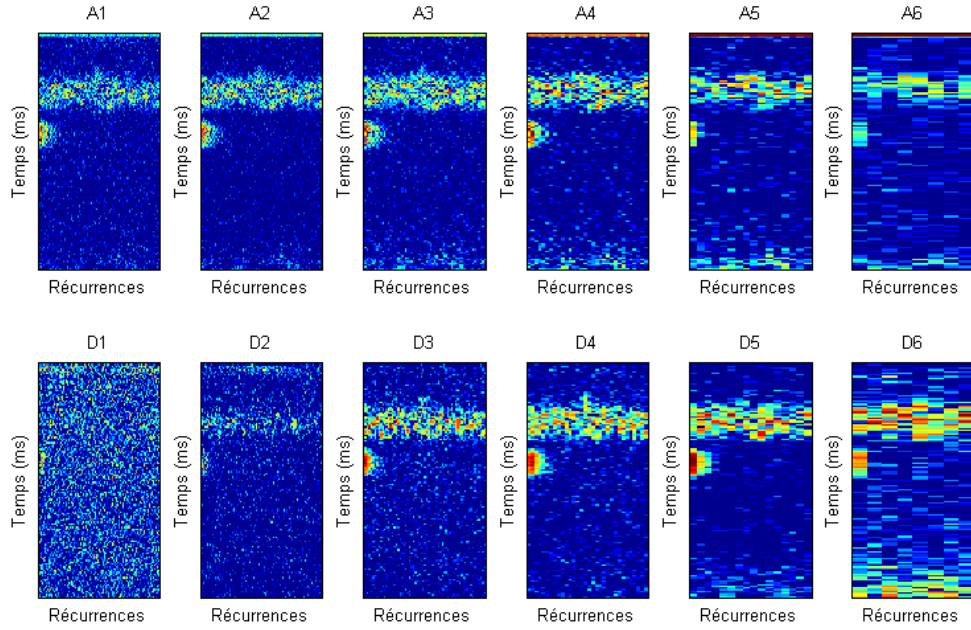 A1 A2 A3 A4 A5 A6
Temps (ms) Temps (ms) Temps (ms) Temps (ms) Temps (ms) Temps (ms)
Récurrences Récurrences Récurrences Récurrences Récurrences Récurrences
D1 D2 D3 D4 D5 D6
Temps (ms) Temps (ms) Temps (ms) Temps (ms) Temps (ms) Temps (ms)
Récurrences Récurrences Récurrences Récurrences Récurrences Récurrences